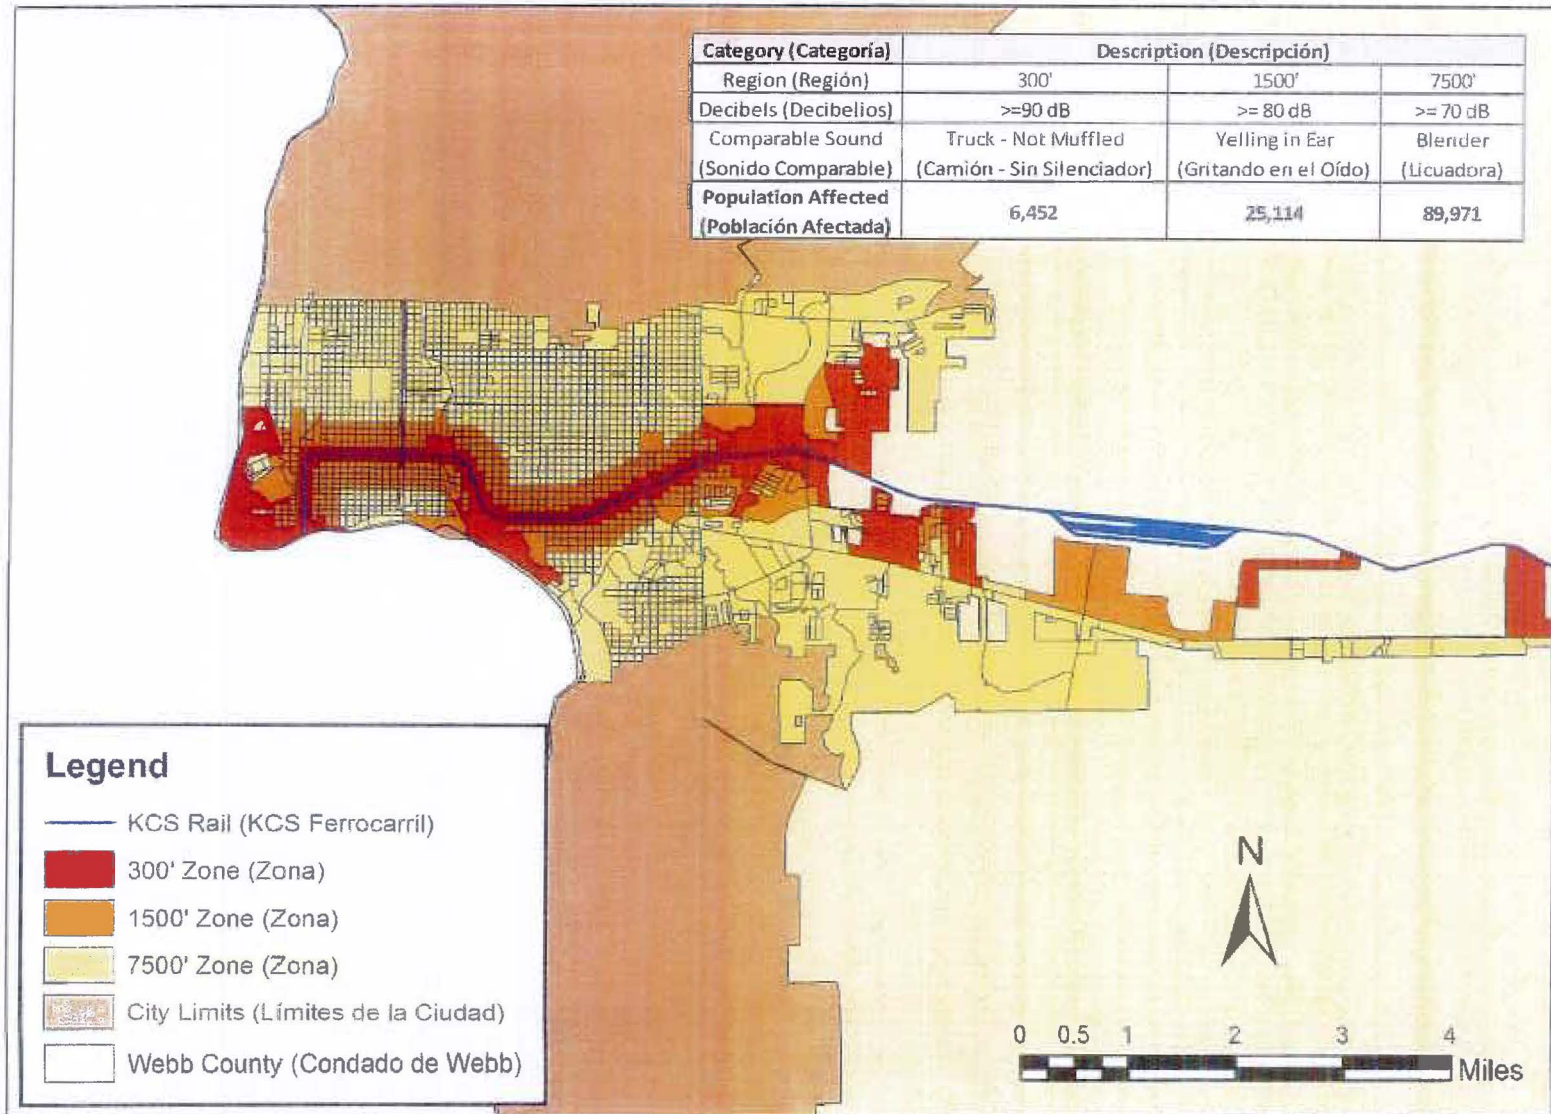 Category (Categoría) Description (Descripción)
Region (Región) 300' 1500' 7500'
Decibels (Decibelios) >=90 dB >= 80 dB >= 70 dB
Comparable Sound Truck - Not Muffled Yelling in Ear Blender
(Sonido Comparable) (Camión - Sin Silenciador) (Gritando en el Oído) (Licuadora)
Population Affected
(Población Afectada) 6,452 25,114 89,971
Legend
KCS Rail (KCS Ferrocarril)
300' Zone (Zona)
1500' Zone (Zona)
7500' Zone (Zona)
City Limits (Límites de la Ciudad)
Webb County (Condado de Webb)
N
0 0.5 1 2 3 4
Miles